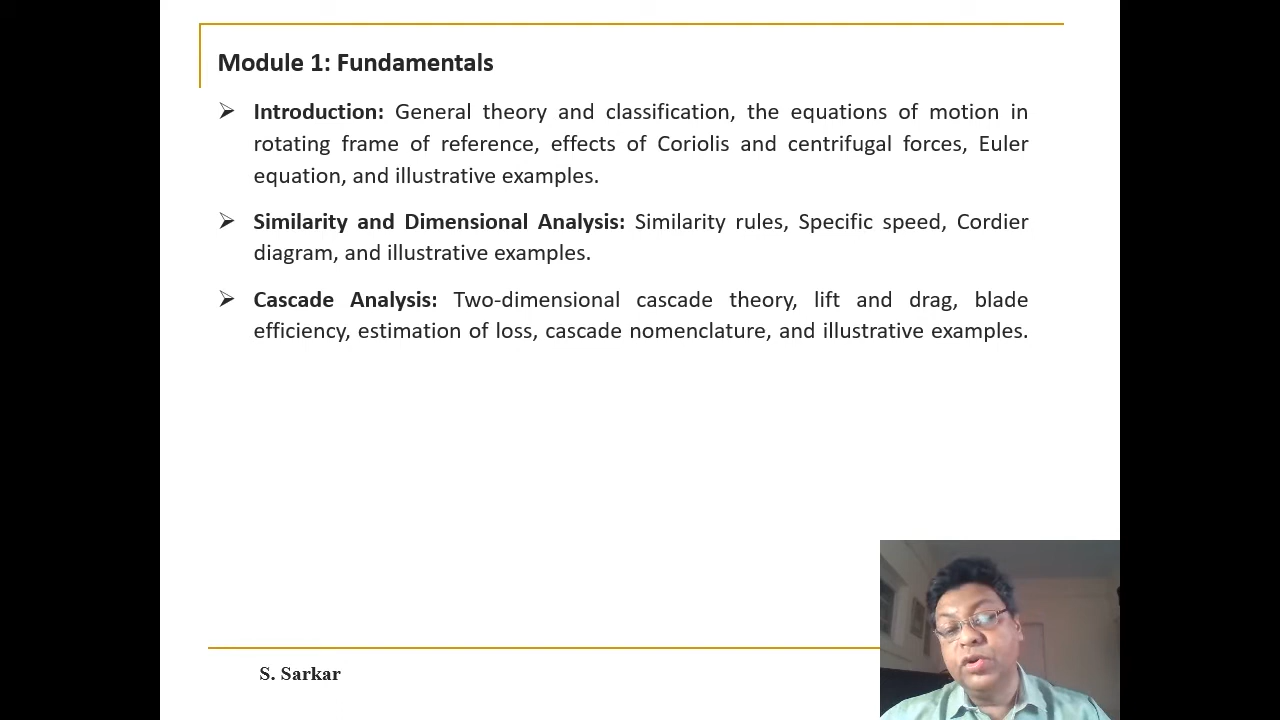 Module 1: Fundamentals
Introduction: General theory and classification, the equations of motion in
rotating frame of reference, effects of Coriolis and centrifugal forces, Euler
equation, and illustrative examples.
Similarity and Dimensional Analysis: Similarity rules, Specific speed, Cordier
diagram, and illustrative examples.
Cascade Analysis: Two-dimensional cascade theory, lift and drag, blade
efficiency, estimation of loss, cascade nomenclature, and illustrative examples.
S. Sarkar